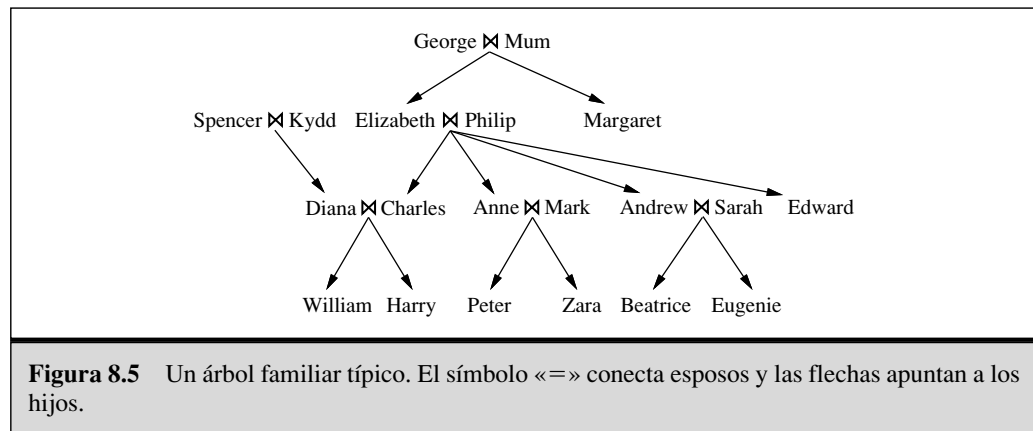 George ⋈ Mum
Spencer ⋈ Kydd Elizabeth ⋈ Philip Margaret
Diana ⋈ Charles Anne ⋈ Mark Andrew ⋈ Sarah Edward
William Harry Peter Zara Beatrice Eugenie
Figura 8.5 Un árbol familiar típico. El símbolo «=» conecta esposos y las flechas apuntan a los
hijos.